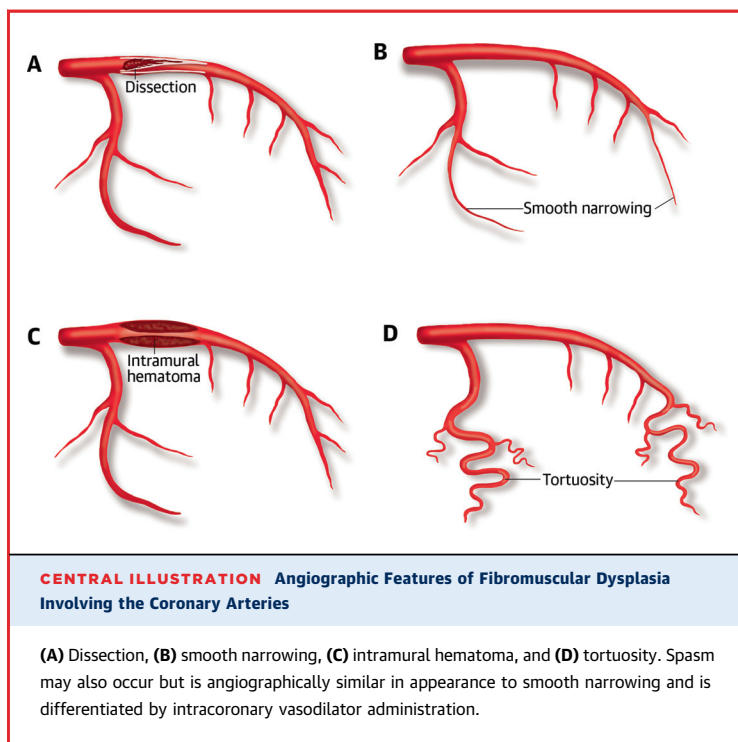 A
Dissection
B
Smooth narrowing
C
Intramural
hematoma
D
Tortuosity
CENTRAL ILLUSTRATION Angiographic Features of Fibromuscular Dysplasia
Involving the Coronary Arteries
(A) Dissection, (B) smooth narrowing, (C) intramural hematoma, and (D) tortuosity. Spasm
may also occur but is angiographically similar in appearance to smooth narrowing and is
differentiated by intracoronary vasodilator administration.